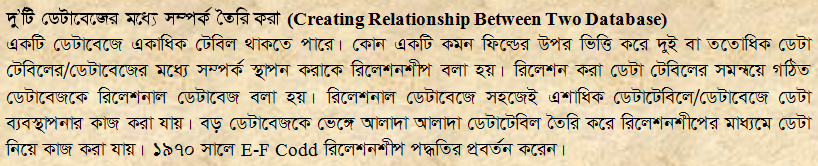 দু'টি ডেটাবেজের মধ্যে সম্পর্ক তৈরি করা (Creating Relationship Between Two Database)
একটি ডেটাবেজে একাধিক টেবিল থাকতে পারে। কোন একটি কমন ফিল্ডের উপর ভিত্তি করে দুই বা ততোধিক ডেটা
টেবিলের/ডেটাবেজের মধ্যে সম্পর্ক স্থাপন করাকে রিলেশনশীপ বলা হয়। রিলেশন করা ডেটা টেবিলের সমন্বয়ে গঠিত
ডেটাবেজকে রিলেশনাল ডেটাবেজ বলা হয়। রিলেশনাল ডেটাবেজে সহজেই এশাধিক ডেটাটেবিলে/ডেটাবেজে ডেটা
ব্যবস্থাপনার কাজ করা যায়। বড় ডেটাবেজকে ভেঙ্গে আলাদা আলাদা ডেটাটেবিল তৈরি করে রিলেশনশীপের মাধ্যমে ডেটা
নিয়ে কাজ করা যায়। ১৯৭০ সালে E-F Codd রিলেশনশীপ পদ্ধতির প্রবর্তন করেন।